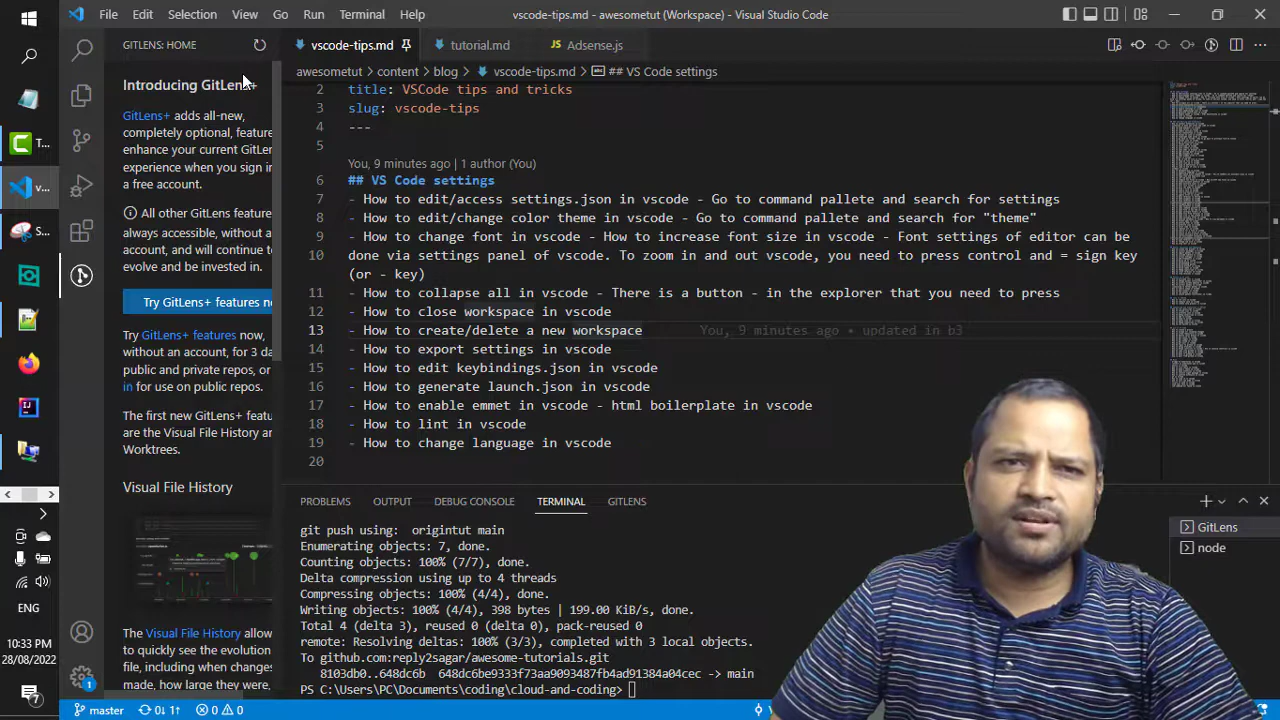 File Edit Selection View Go Run Terminal Help
vscode-tips.md - awesometut (Workspace) - Visual Studio Code
GITLENS: HOME
vscode-tips.md
tutorial.md
JS Adsense.js
awesometut > content > blog > vscode-tips.md > ## VS Code settings
Introducing GitLens+
GitLens+ adds all-new,
completely optional, feature
enhance your current GitLen
experience when you sign in
a free account.
All other GitLens feature
always accessible, without a
account, and will continue
evolve and be invested in.
Try GitLens+ features no
Try GitLens+ features now,
without an account, for 3 da
public and private repos, or
in for use on public repos.
The first new GitLens+ featu
are the Visual File History an
Worktrees.
Visual File History
The Visual File History allow
to quickly see the evolution
file, including when changes
made, how large they were,
2 title: VSCode tips and tricks
3 slug: vscode-tips
4 ---
5
You, 9 minutes ago | 1 author (You)
6 ## VS Code settings
7 - How to edit/access settings.json in vscode - Go to command pallete and search for settings
8 - How to edit/change color theme in vscode - Go to command pallete and search for "theme"
9 - How to change font in vscode - How to increase font size in vscode - Font settings of editor can be
10 done via settings panel of vscode. To zoom in and out vscode, you need to press control and = sign key
(or - key)
11 - How to collapse all in vscode - There is a button - in the explorer that you need to press
12 - How to close workspace in vscode
13 - How to create/delete a new workspace You, 9 minutes ago • updated in b3
14 - How to export settings in vscode
15 - How to edit keybindings.json in vscode
16 - How to generate launch.json in vscode
17 - How to enable emmet in vscode - html boilerplate in vscode
18 - How to lint in vscode
19 - How to change language in vscode
20
PROBLEMS OUTPUT DEBUG CONSOLE TERMINAL GITLENS
git push using: origintut main
Enumerating objects: 7, done.
Counting objects: 100% (7/7), done.
Delta compression using up to 4 threads
Compressing objects: 100% (4/4), done.
Writing objects: 100% (4/4), 398 bytes | 199.00 KiB/s, done.
Total 4 (delta 3), reused 0 (delta 0), pack-reused 0
remote: Resolving deltas: 100% (3/3), completed with 3 local objects.
To github.com:reply2sagar/awesome-tutorials.git
8103db0..648dc6b 648dc6be9333f73aa9093487fb4ad91384a04cec -> main
PS C:\Users\PC\Documents\coding\cloud-and-coding>
GitLens
node
T...
v...
S...
ENG
10:33 PM
28/08/2022
7
1
master 0↓ 1↑ 0 0